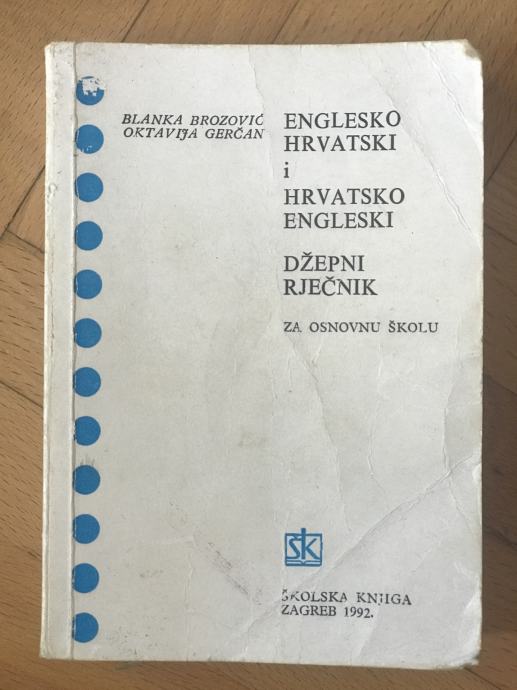 BLANKA BROZOVIĆ
OKTAVIJA GERČAN
ENGLESKO
HRVATSKI
i
HRVATSKO
ENGLESKI
DŽEPNI
RJEČNIK
ZA OSNOVNU ŠKOLU
ŠK
ŠKOLSKA KNJIGA
ZAGREB 1992.